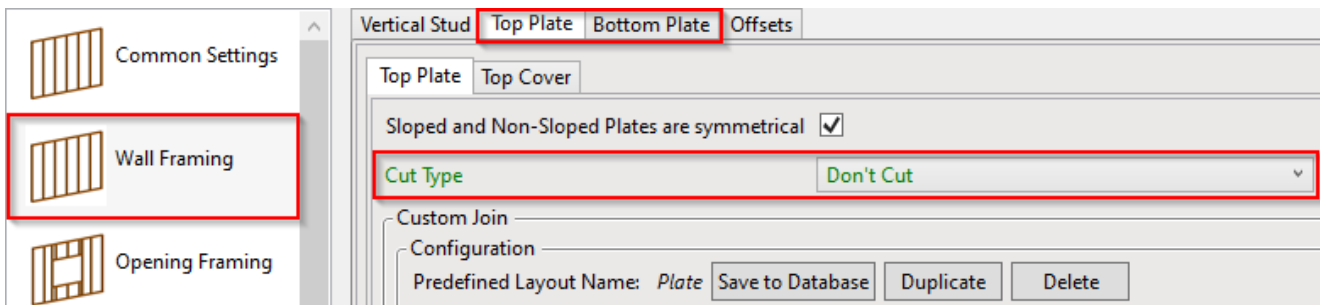 Common Settings
Wall Framing
Opening Framing
Vertical Stud Top Plate Bottom Plate Offsets
Top Plate Top Cover
Sloped and Non-Sloped Plates are symmetrical
Cut Type Don't Cut
Custom Join
Configuration
Predefined Layout Name: Plate Save to Database Duplicate Delete